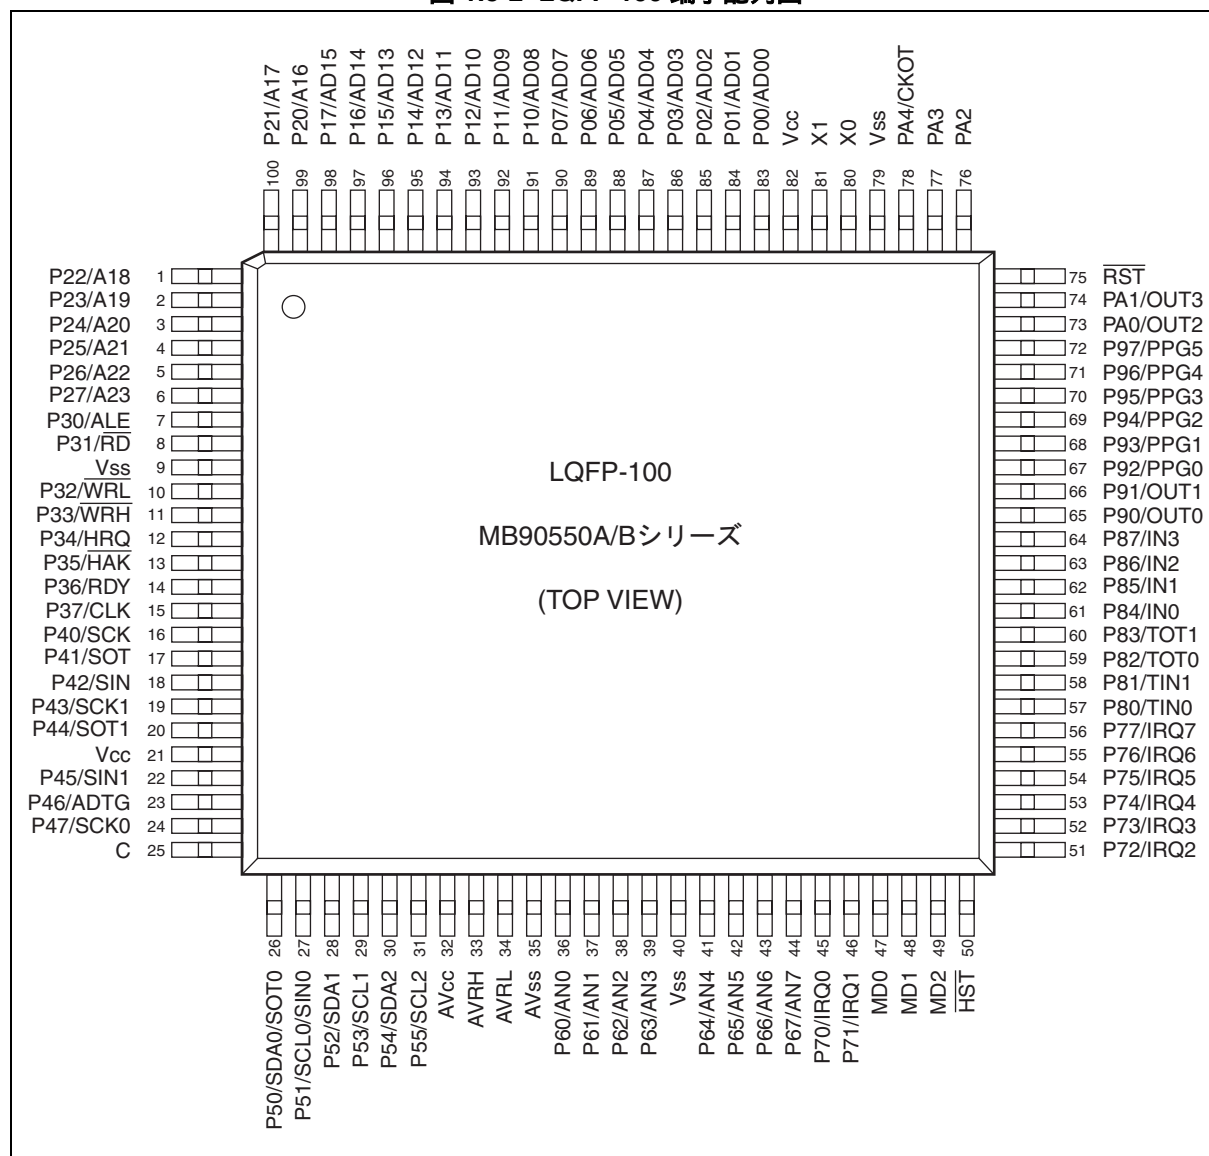 P21/A17
P20/A16
P17/AD15
P16/AD14
P15/AD13
P14/AD12
P13/AD11
P12/AD10
P11/AD09
P10/AD08
P07/AD07
P06/AD06
P05/AD05
P04/AD04
P03/AD03
P02/AD02
P01/AD01
P00/AD00
Vcc
X1
X0
Vss
PA4/CKOT
PA3
PA2
100 99 98 97 96 95 94 93 92 91 90 89 88 87 86 85 84 83 82 81 80 79 78 77 76
P22/A18 1
P23/A19 2
P24/A20 3
P25/A21 4
P26/A22 5
P27/A23 6
P30/ALE 7
P31/RD 8
Vss 9
P32/WRL 10
P33/WRH 11
P34/HRQ 12
P35/HAK 13
P36/RDY 14
P37/CLK 15
P40/SCK 16
P41/SOT 17
P42/SIN 18
P43/SCK1 19
P44/SOT1 20
Vcc 21
P45/SIN1 22
P46/ADTG 23
P47/SCK0 24
C 25
LQFP-100
MB90550A/Bシリーズ
(TOP VIEW)
75 RST
74 PA1/OUT3
73 PA0/OUT2
72 P97/PPG5
71 P96/PPG4
70 P95/PPG3
69 P94/PPG2
68 P93/PPG1
67 P92/PPG0
66 P91/OUT1
65 P90/OUT0
64 P87/IN3
63 P86/IN2
62 P85/IN1
61 P84/IN0
60 P83/TOT1
59 P82/TOT0
58 P81/TIN1
57 P80/TIN0
56 P77/IRQ7
55 P76/IRQ6
54 P75/IRQ5
53 P74/IRQ4
52 P73/IRQ3
51 P72/IRQ2
26 27 28 29 30 31 32 33 34 35 36 37 38 39 40 41 42 43 44 45 46 47 48 49 50
P50/SDA0/SOT0
P51/SCL0/SIN0
P52/SDA1
P53/SCL1
P54/SDA2
P55/SCL2
AVcc
AVRH
AVRL
AVss
P60/AN0
P61/AN1
P62/AN2
P63/AN3
Vss
P64/AN4
P65/AN5
P66/AN6
P67/AN7
P70/IRQ0
P71/IRQ1
MD0
MD1
MD2
HST